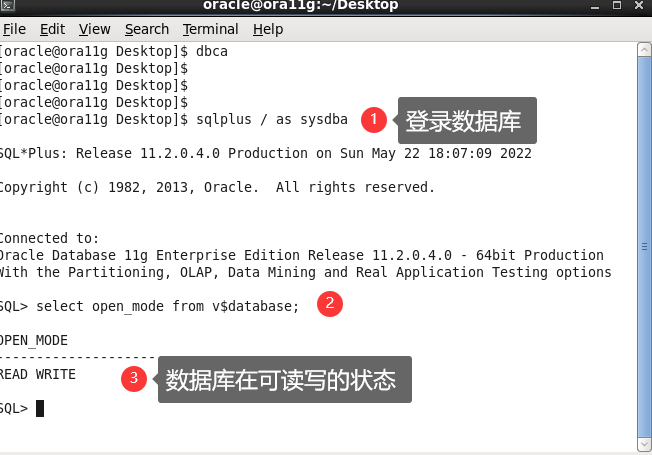 oracle@ora11g:~/Desktop
File Edit View Search Terminal Help
[oracle@ora11g Desktop]$ dbca
[oracle@ora11g Desktop]$
[oracle@ora11g Desktop]$
[oracle@ora11g Desktop]$
[oracle@ora11g Desktop]$ sqlplus / as sysdba 1 登录数据库
SQL*Plus: Release 11.2.0.4.0 Production on Sun May 22 18:07:09 2022
Copyright (c) 1982, 2013, Oracle.  All rights reserved.
Connected to:
Oracle Database 11g Enterprise Edition Release 11.2.0.4.0 - 64bit Production
With the Partitioning, OLAP, Data Mining and Real Application Testing options
SQL> select open_mode from v$database; 2
OPEN_MODE
--------------------
READ WRITE 3 数据库在可读写的状态
SQL>